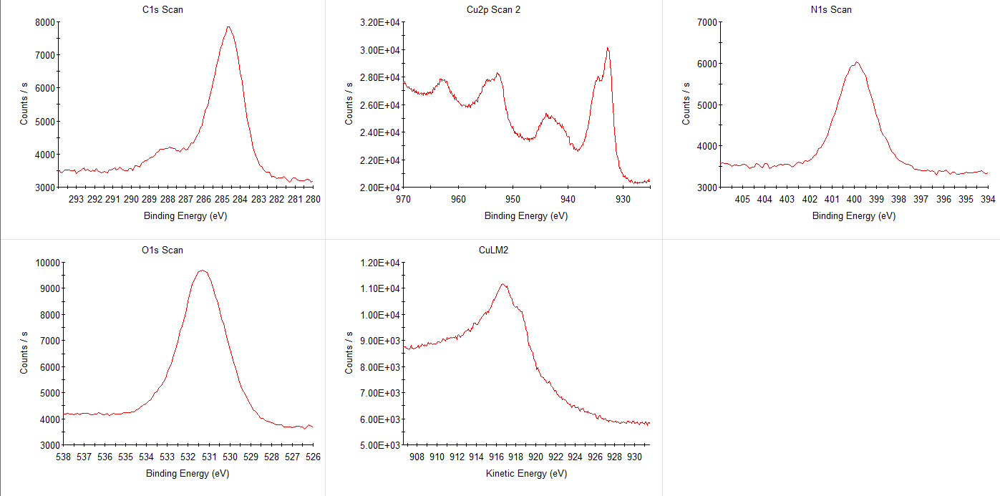 C1s Scan
8000
7000
6000
5000
4000
3000
Counts / s
293 292 291 290 289 288 287 286 285 284 283 282 281 280
Binding Energy (eV)
Cu2p Scan 2
3.20E+04
3.00E+04
2.80E+04
2.60E+04
2.40E+04
2.20E+04
2.00E+04
Counts / s
970 960 950 940 930
Binding Energy (eV)
N1s Scan
7000
6000
5000
4000
3000
Counts / s
405 404 403 402 401 400 399 398 397 396 395 394
Binding Energy (eV)
O1s Scan
10000
9000
8000
7000
6000
5000
4000
3000
Counts / s
538 537 536 535 534 533 532 531 530 529 528 527 526
Binding Energy (eV)
CuLM2
1.20E+04
1.10E+04
1.00E+04
9.00E+03
8.00E+03
7.00E+03
6.00E+03
5.00E+03
Counts / s
908 910 912 914 916 918 920 922 924 926 928 930
Kinetic Energy (eV)